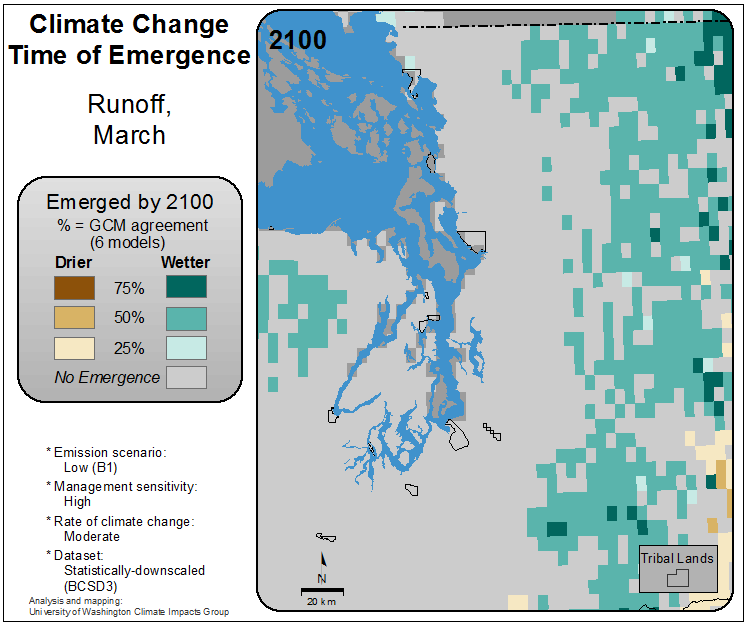 Climate Change
Time of Emergence
Runoff,
March
Emerged by 2100
% = GCM agreement
(6 models)
Drier Wetter
75%
50%
25%
No Emergence
* Emission scenario:
Low (B1)
* Management sensitivity:
High
* Rate of climate change:
Moderate
* Dataset:
Statistically-downscaled
(BCSD3)
Analysis and mapping:
University of Washington Climate Impacts Group
2100
N
20 km
Tribal Lands